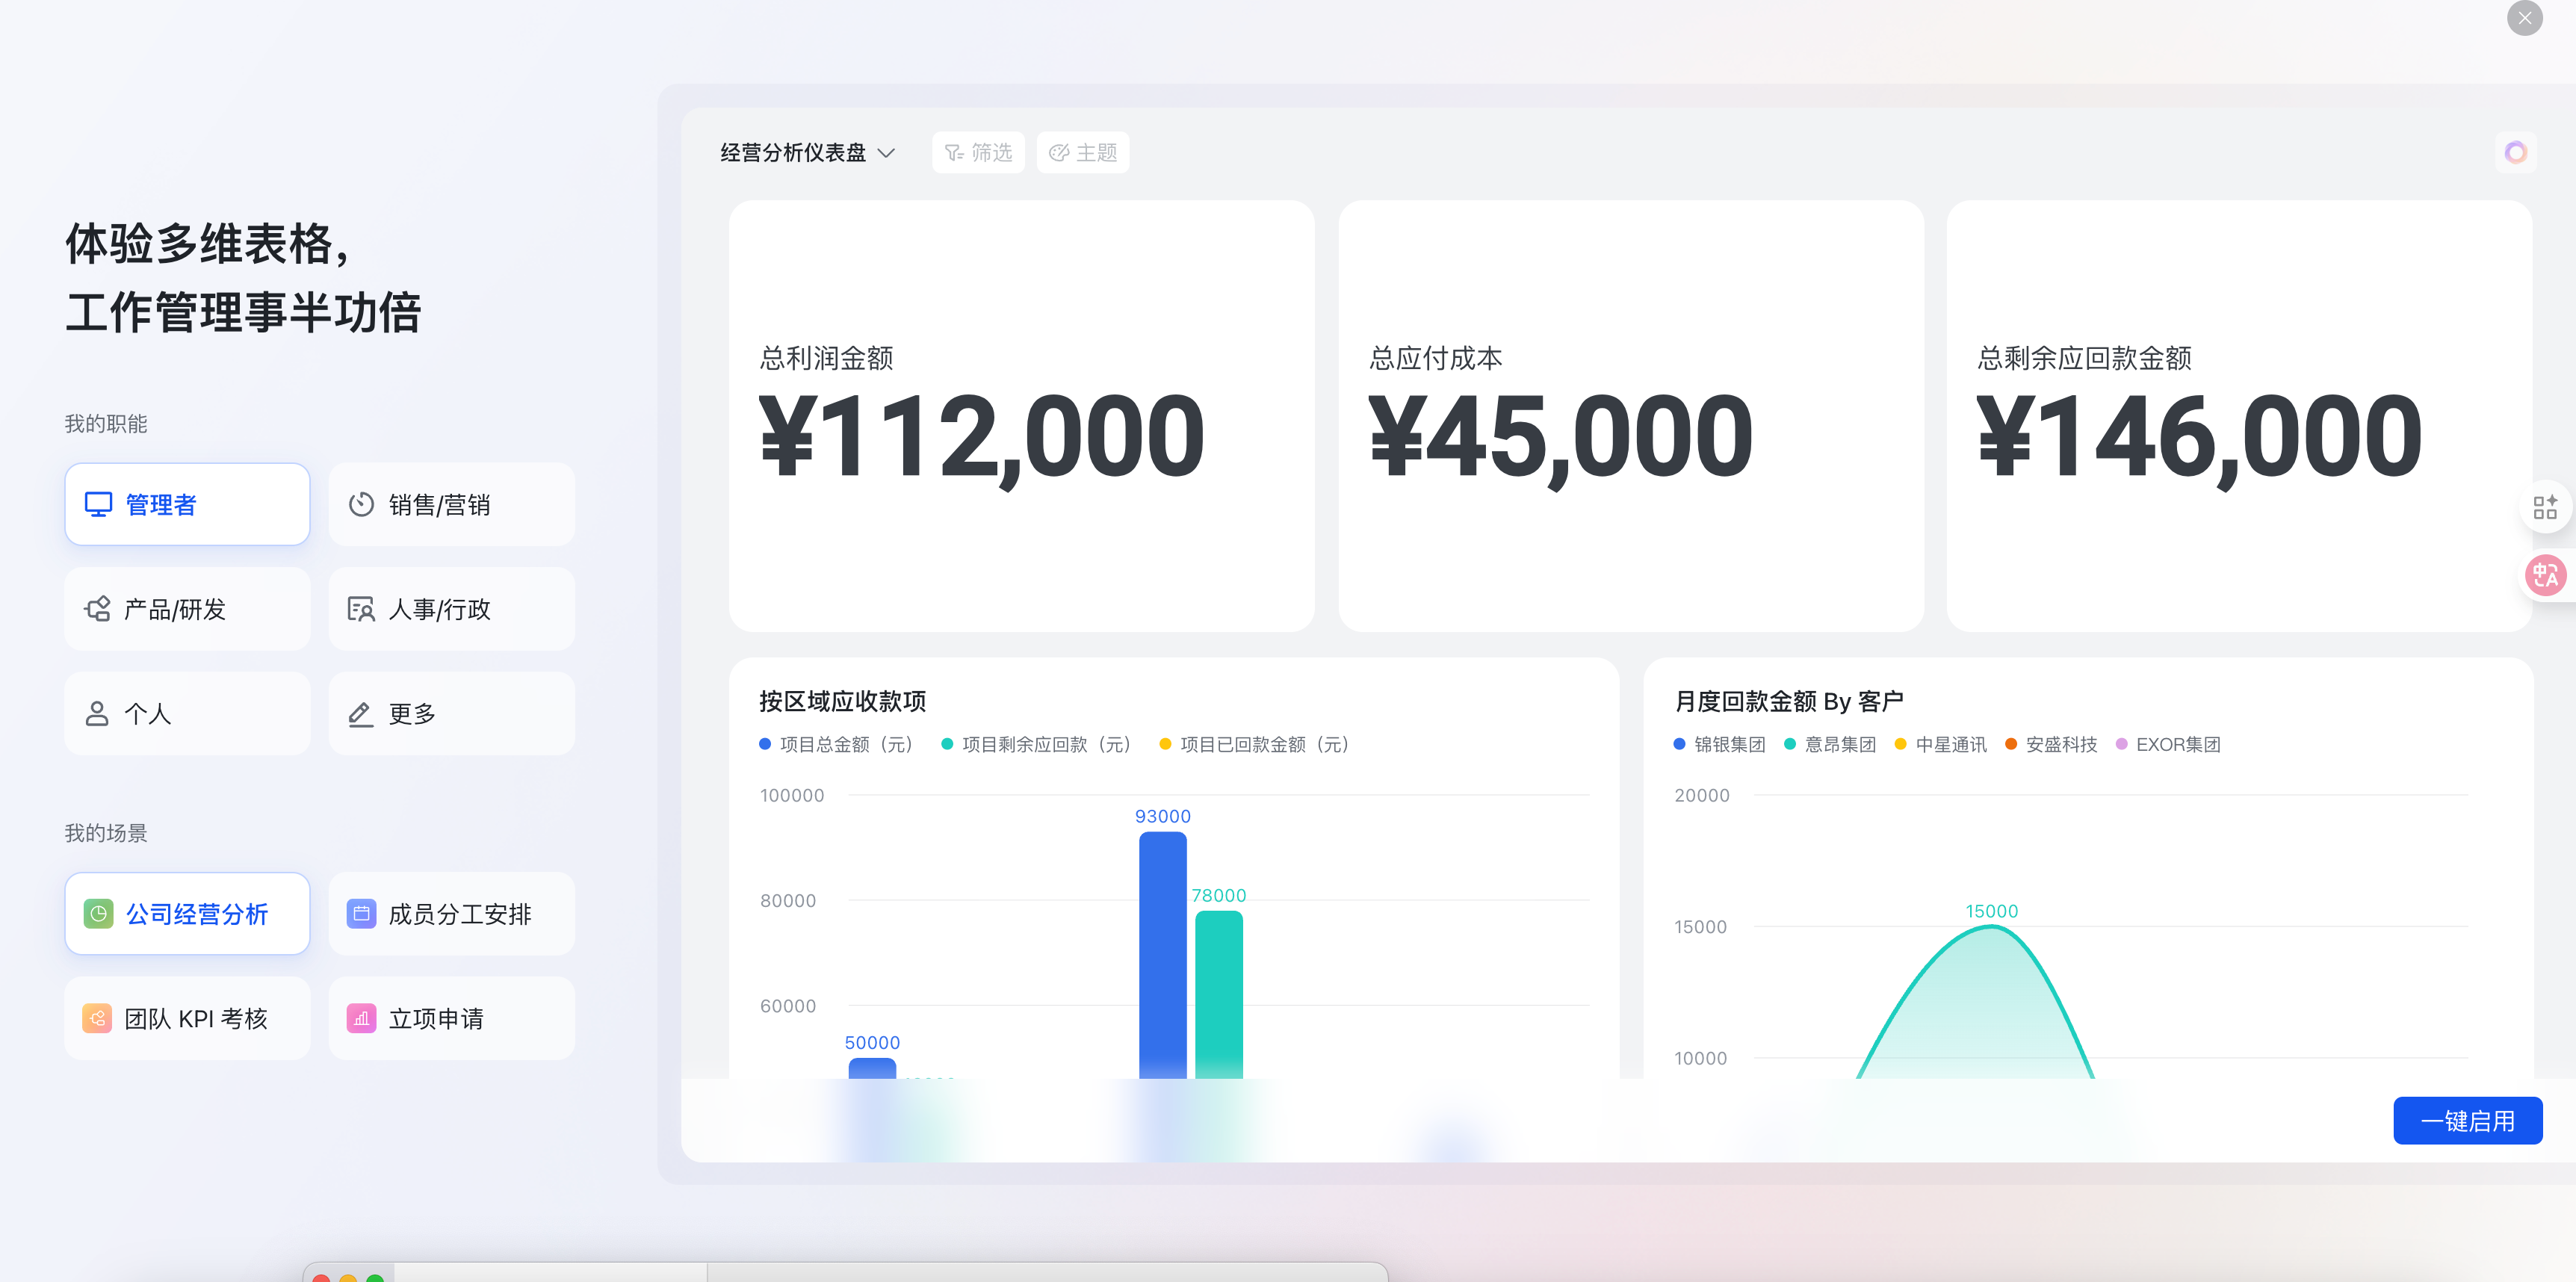 体验多维表格，
工作管理事半功倍
我的职能
管理者
销售/营销
产品/研发
人事/行政
个人
更多
我的场景
公司经营分析
成员分工安排
团队 KPI 考核
立项申请
经营分析仪表盘
筛选
主题
总利润金额
¥112,000
总应付成本
¥45,000
总剩余应回款金额
¥146,000
中A
按区域应收款项
项目总金额（元） 项目剩余应回款（元） 项目已回款金额（元）
100000
93000
80000
78000
60000
50000
月度回款金额 By 客户
锦银集团 意昂集团 中星通讯 安盛科技 EXOR集团
20000
15000
15000
10000
一键启用